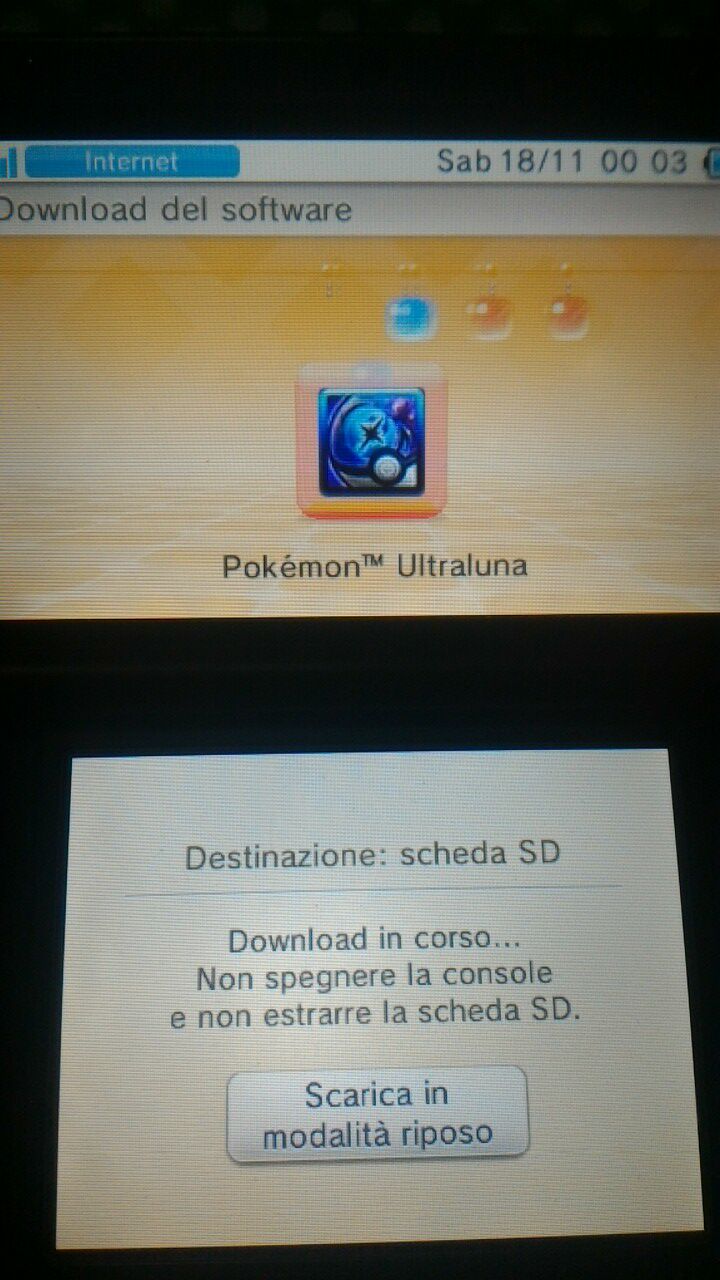 Internet
Sab 18/11 00 03
Download del software
Pokémon™ Ultraluna
Destinazione: scheda SD
Download in corso...
Non spegnere la console
e non estrarre la scheda SD.
Scarica in
modalità riposo